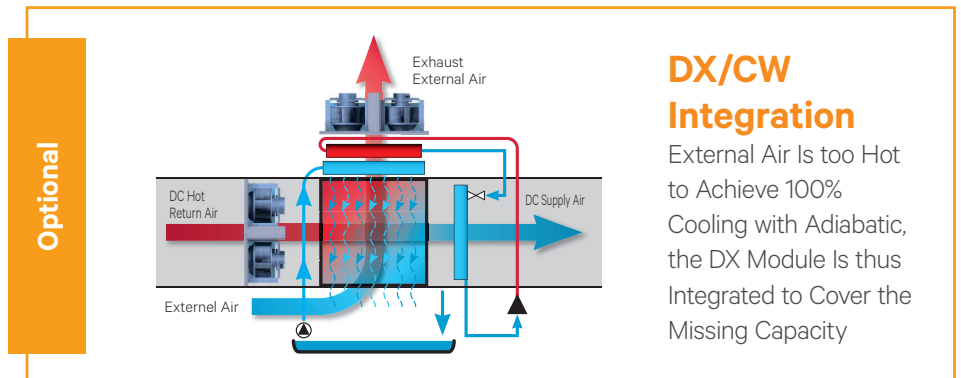 Optional
Exhaust
External Air
DC Hot
Return Air
DC Supply Air
Externel Air
DX/CW
Integration
External Air Is too Hot
to Achieve 100%
Cooling with Adiabatic,
the DX Module Is thus
Integrated to Cover the
Missing Capacity